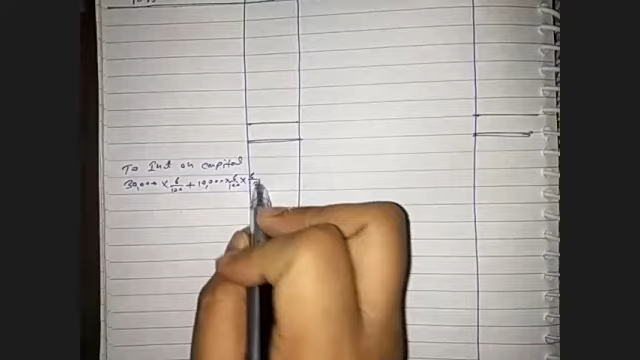 To Int on capital
30,000 × 6/100 + 10,000 × 6/100 ×